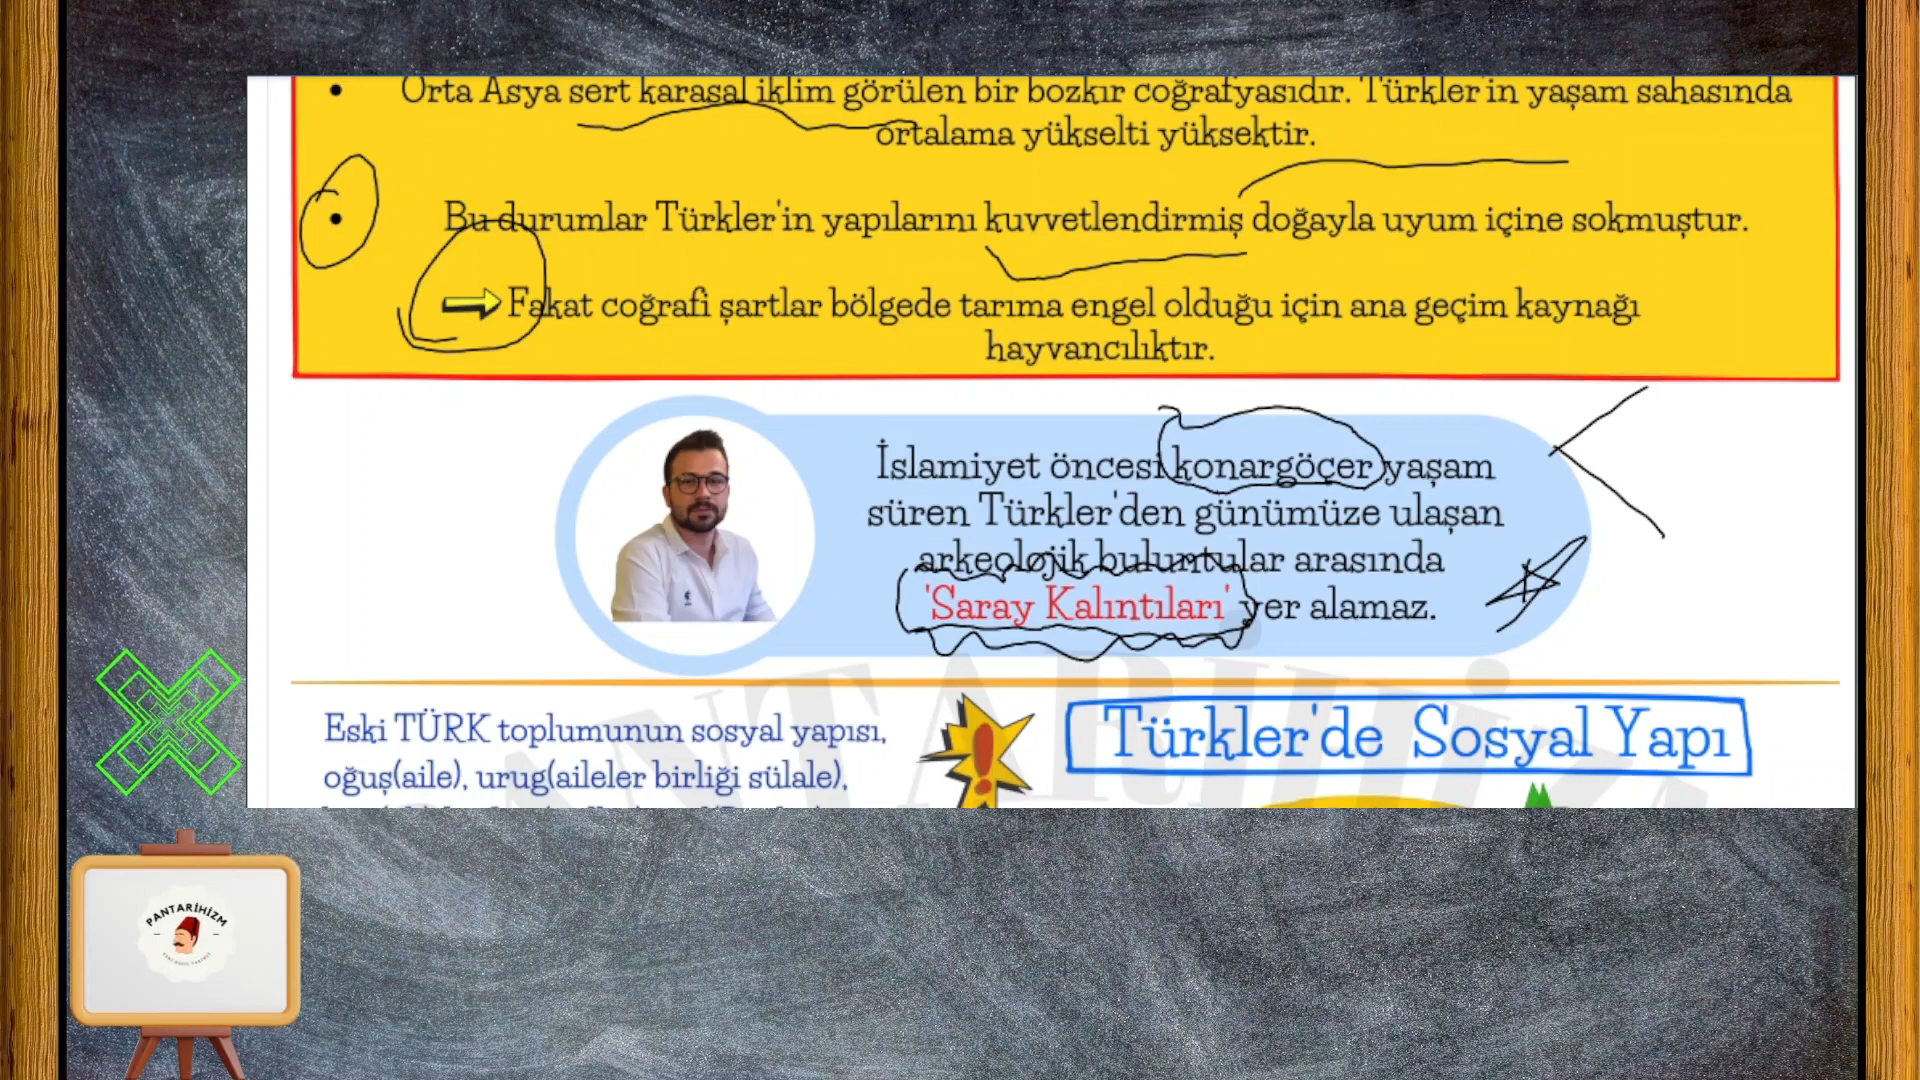 Orta Asya sert karasal iklim görülen bir bozkır coğrafyasıdır. Türkler'in yaşam sahasında
ortalama yükselti yüksektir.
Bu durumlar Türkler'in yapılarını kuvvetlendirmiş doğayla uyum içine sokmuştur.
Fakat coğrafi şartlar bölgede tarıma engel olduğu için ana geçim kaynağı
hayvancılıktır.
İslamiyet öncesi konargöçer yaşam
süren Türkler'den günümüze ulaşan
arkeolojik buluntular arasında
'Saray Kalıntıları' yer alamaz.
Eski TÜRK toplumunun sosyal yapısı,
oğuş(aile), urug(aileler birliği sülale),
Türkler'de Sosyal Yapı
PANTARİHİZM